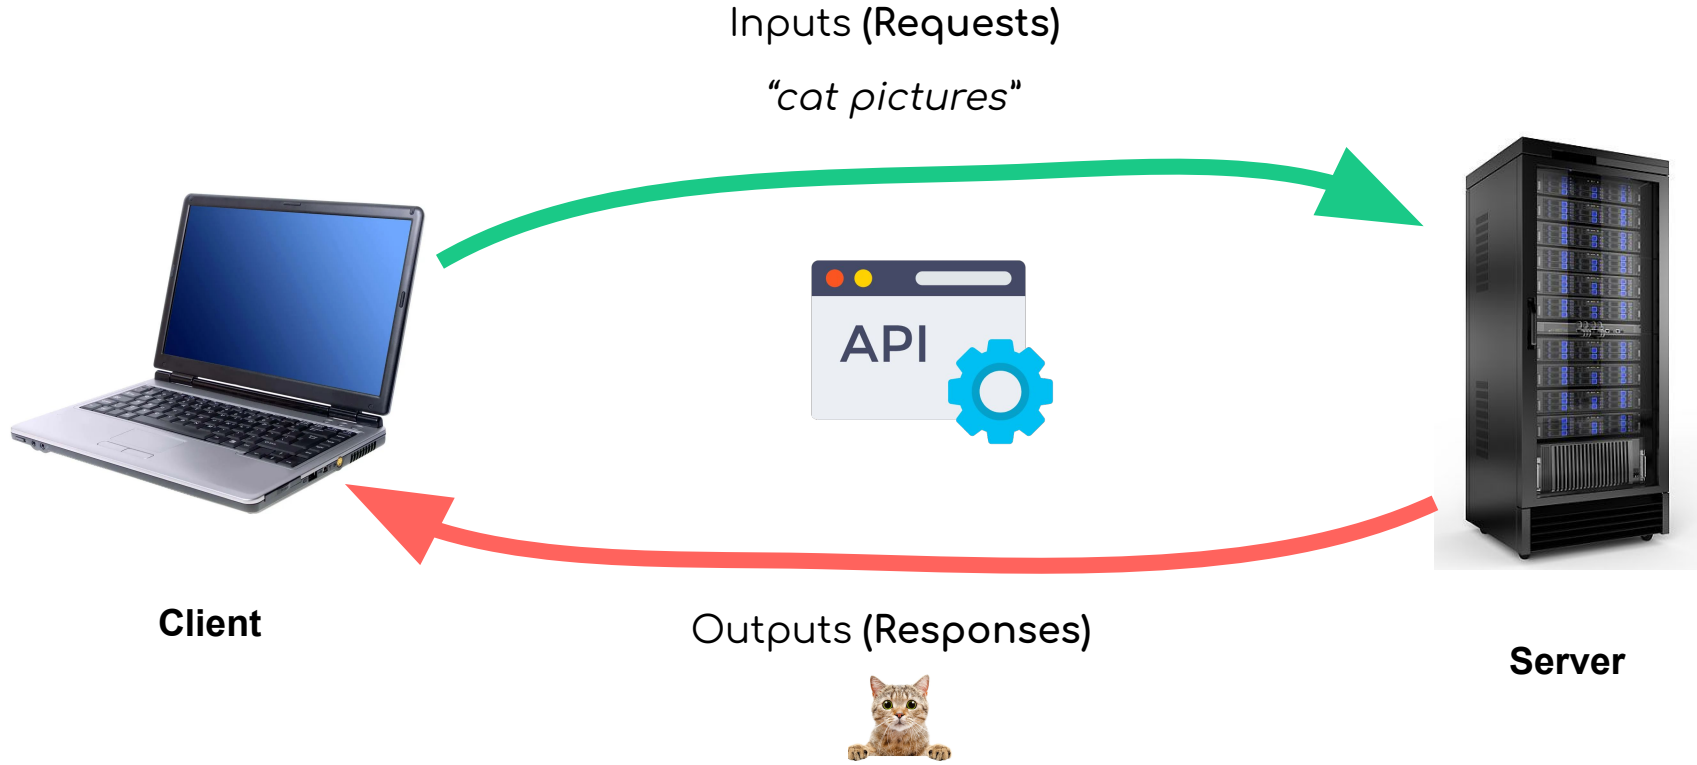 Inputs (Requests)
“cat pictures”
API
Client
Outputs (Responses)
Server